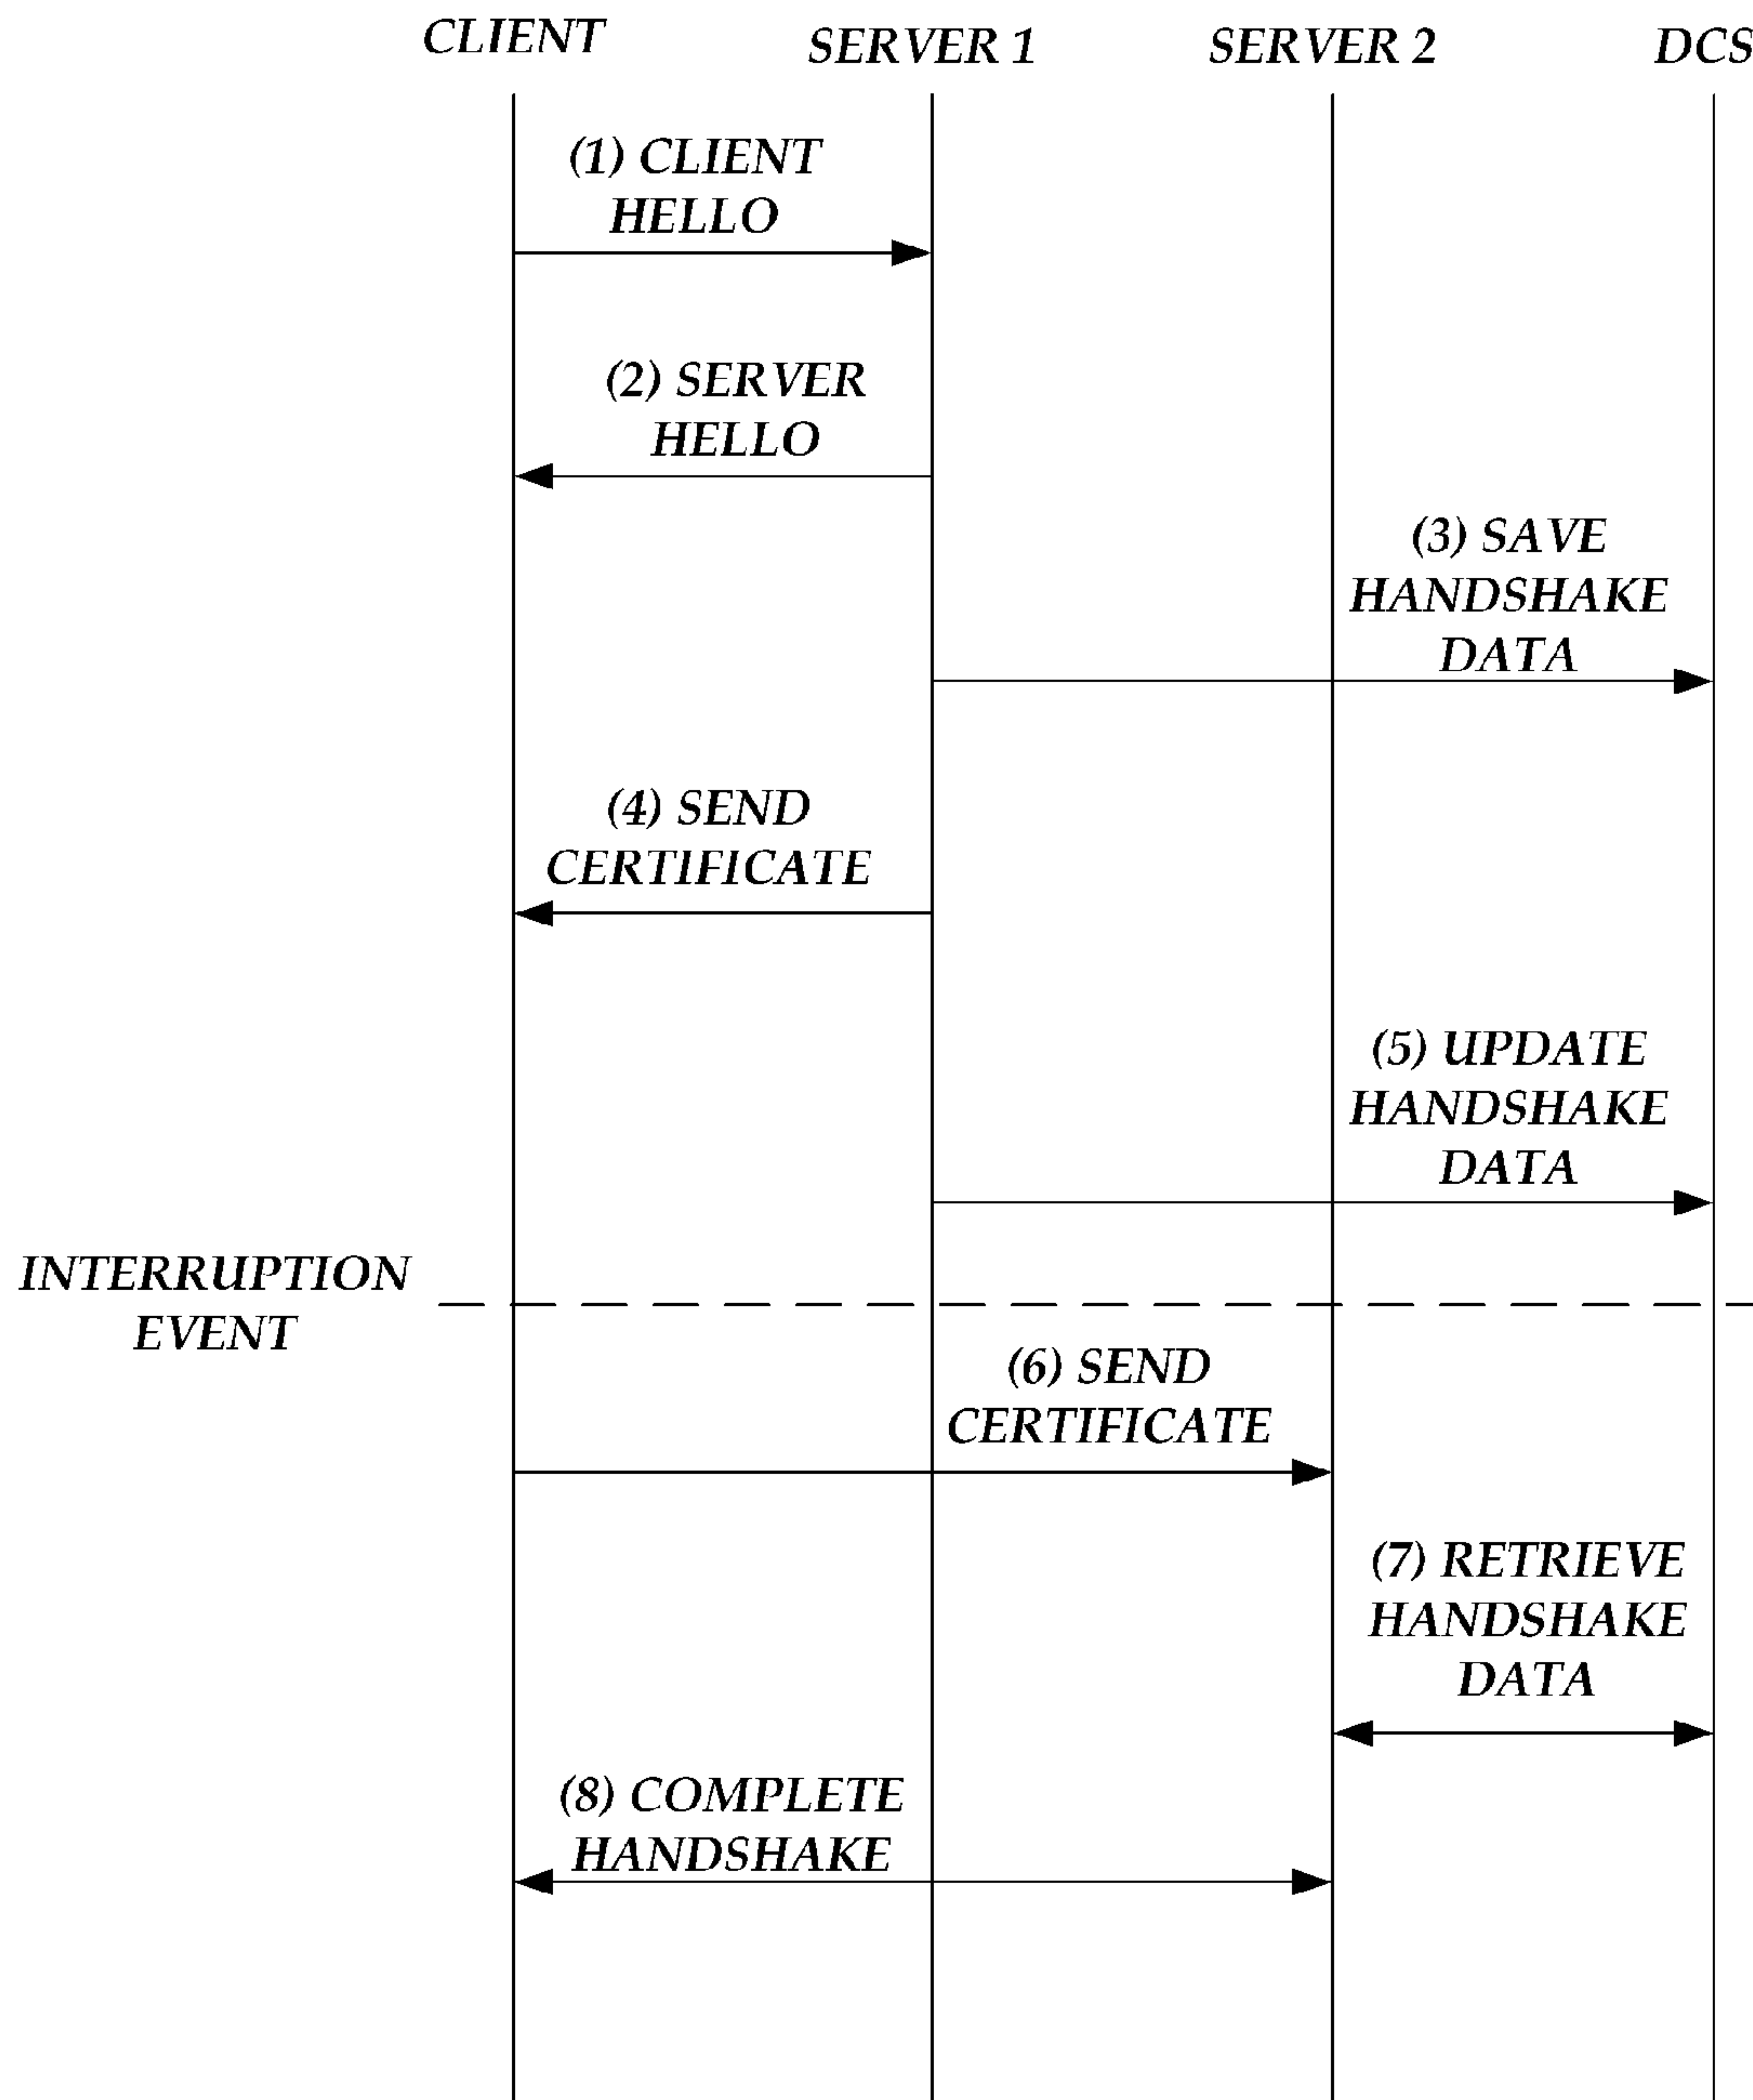 CLIENT
SERVER 1
SERVER 2
DCS
(1) CLIENT
HELLO
(2) SERVER
HELLO
(3) SAVE
HANDSHAKE
DATA
(4) SEND
CERTIFICATE
(5) UPDATE
HANDSHAKE
DATA
INTERRUPTION
EVENT
(6) SEND
CERTIFICATE
(7) RETRIEVE
HANDSHAKE
DATA
(8) COMPLETE
HANDSHAKE